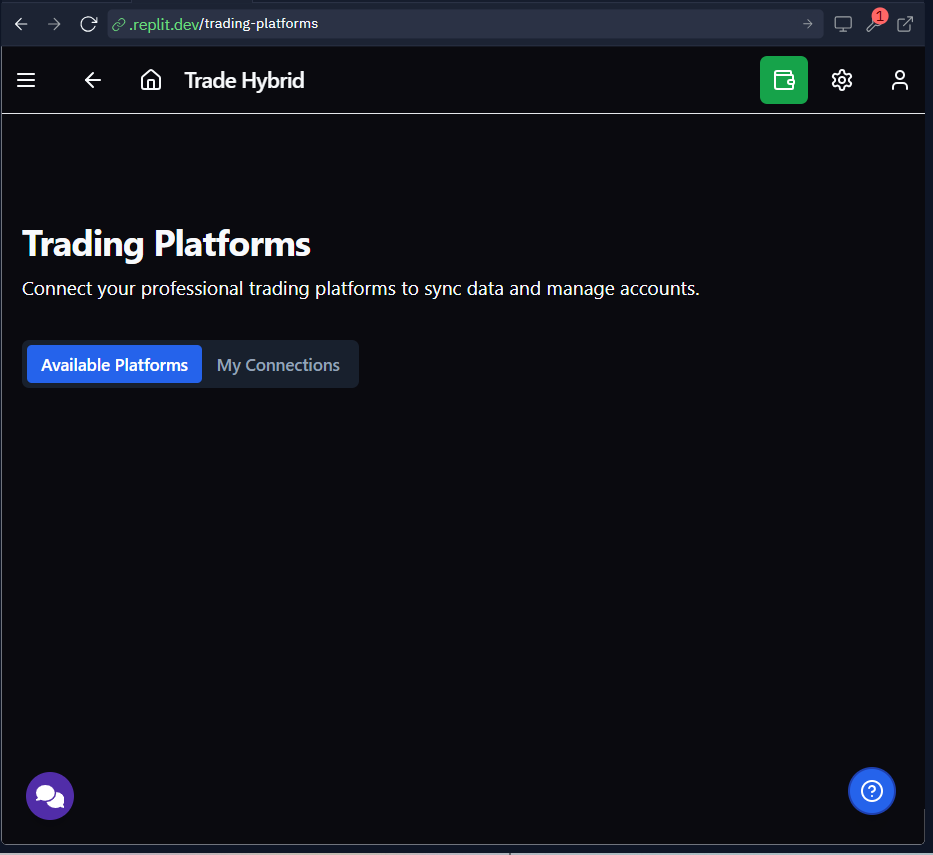 .replit.dev/trading-platforms
1
Trade Hybrid
Trading Platforms
Connect your professional trading platforms to sync data and manage accounts.
Available Platforms
My Connections